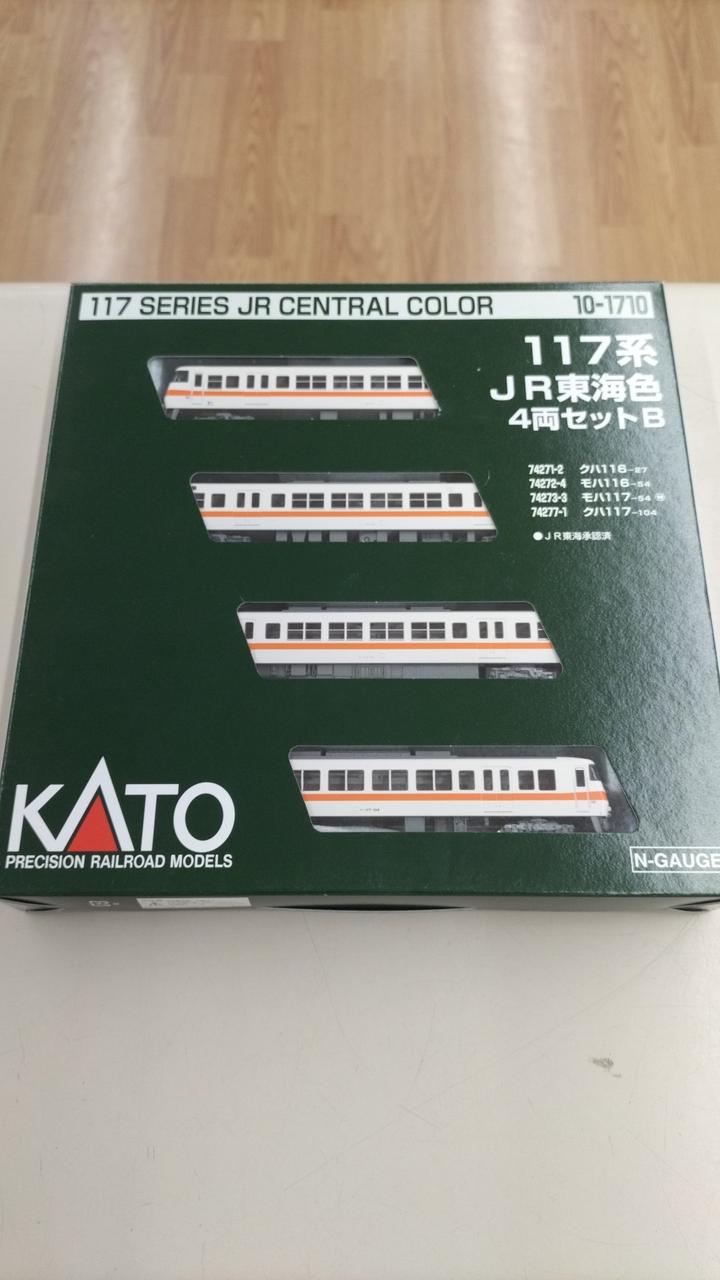 117 SERIES JR CENTRAL COLOR 10-1710
117系
JR東海色
4両セットB
74271-2 クハ116-27
74272-4 モハ116-54
74273-3 モハ117-54 Ⓜ
74277-1 クハ117-104
●JR東海承認済
KATO
PRECISION RAILROAD MODELS
N-GAUGE